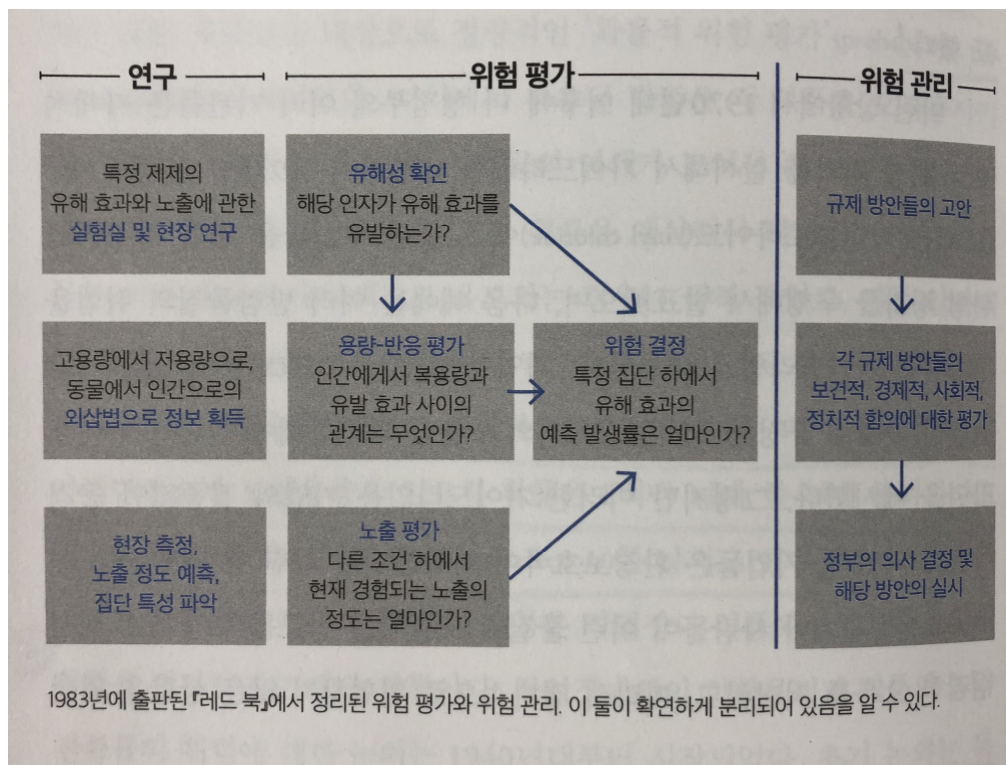 연구
위험 평가
위험 관리
특정 제제의
유해 효과와 노출에 관한
실험실 및 현장 연구
유해성 확인
해당 인자가 유해 효과를
유발하는가?
규제 방안들의 고안
고용량에서 저용량으로,
동물에서 인간으로의
외삽법으로 정보 획득
용량-반응 평가
인간에게서 복용량과
유발 효과 사이의
관계는 무엇인가?
위험 결정
특정 집단 하에서
유해 효과의
예측 발생률은 얼마인가?
각 규제 방안들의
보건적, 경제적, 사회적,
정치적 함의에 대한 평가
현장 측정,
노출 정도 예측,
집단 특성 파악
노출 평가
다른 조건 하에서
현재 경험되는 노출의
정도는 얼마인가?
정부의 의사 결정 및
해당 방안의 실시
1983년에 출판된 『레드 북』에서 정리된 위험 평가와 위험 관리. 이 둘이 확연하게 분리되어 있음을 알 수 있다.